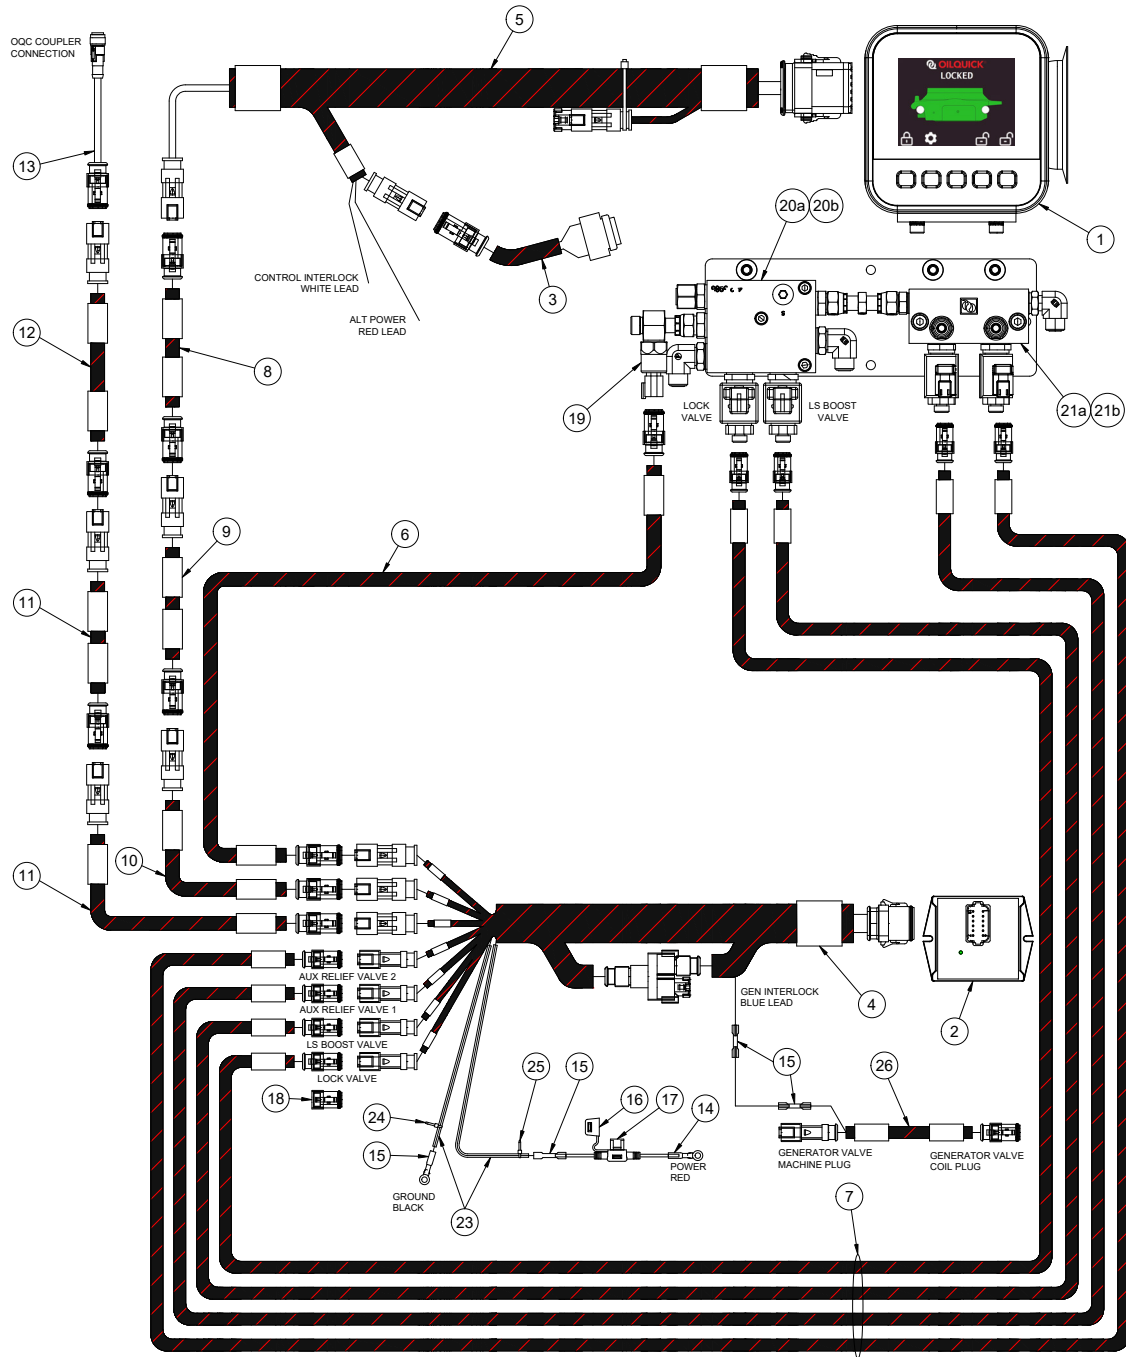 OQC COUPLER
CONNECTION
5
OILQUICK
LOCKED
13
20a 20b
1
CONTROL INTERLOCK
WHITE LEAD
3
ALT POWER
RED LEAD
12
8
19
LOCK
VALVE
LS BOOST
VALVE
21a 21b
9
6
11
10
11
AUX RELIEF VALVE 2
GEN INTERLOCK
BLUE LEAD
4
2
AUX RELIEF VALVE 1
LS BOOST VALVE
LOCK VALVE
18
24
25
15
16
17
14
15
26
15
POWER
RED
GENERATOR VALVE
MACHINE PLUG
GENERATOR VALVE
COIL PLUG
GROUND
BLACK
23
7